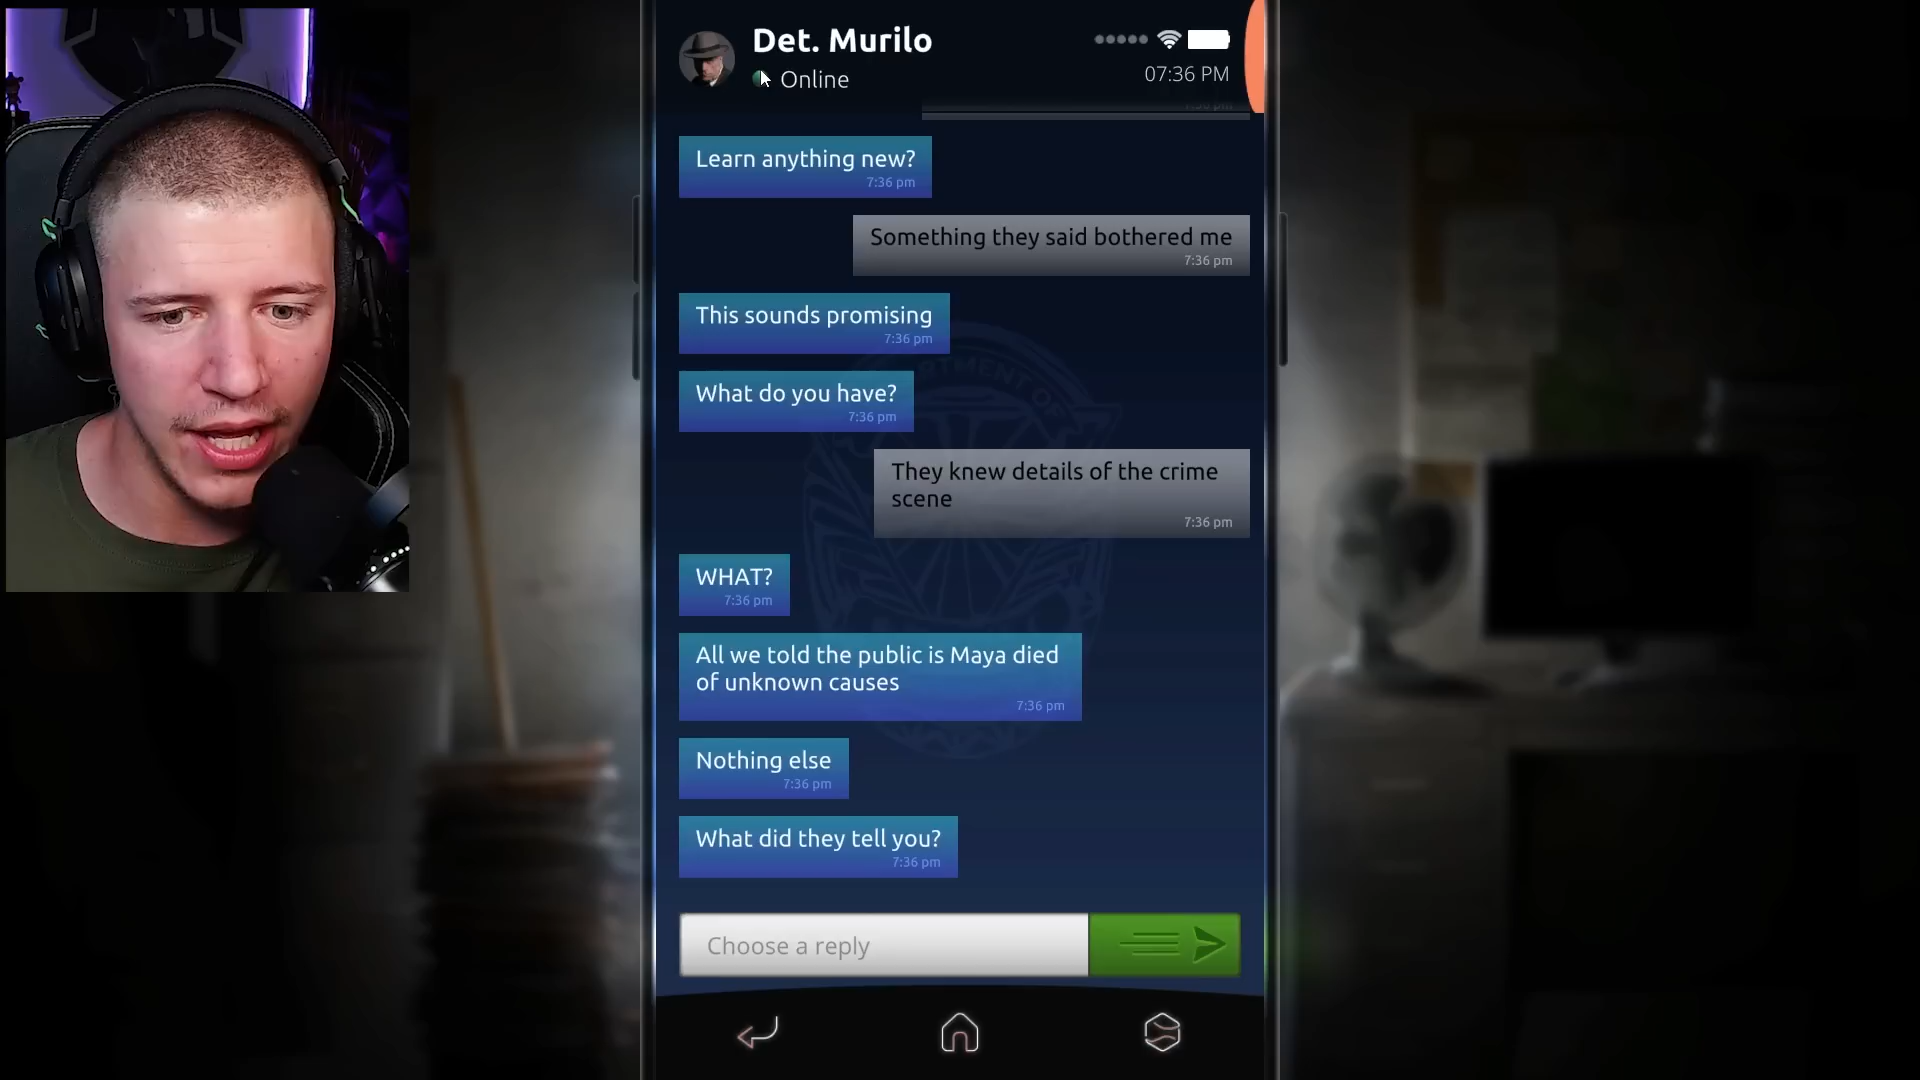 Det. Murilo
Online
07:36 PM
7:36 pm
Learn anything new?
7:36 pm
Something they said bothered me
7:36 pm
This sounds promising
7:36 pm
What do you have?
7:36 pm
They knew details of the crime
scene
7:36 pm
WHAT?
7:36 pm
All we told the public is Maya died
of unknown causes
7:36 pm
Nothing else
7:36 pm
What did they tell you?
7:36 pm
Choose a reply